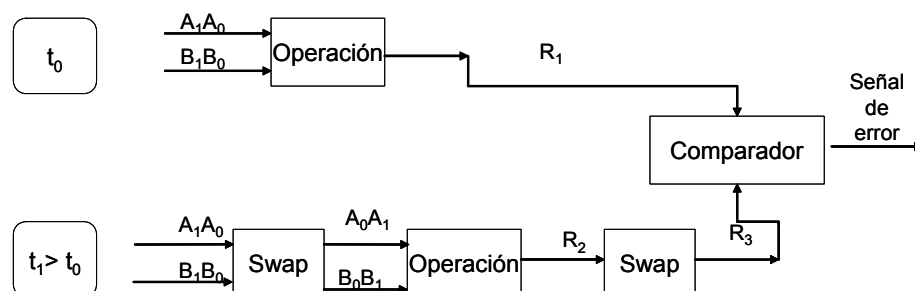 t0
A1A0
B1B0
Operación
R1
Señal
de
error
Comparador
t1> t0
A1A0
B1B0
Swap
A0A1
B0B1
Operación
R2
Swap
R3